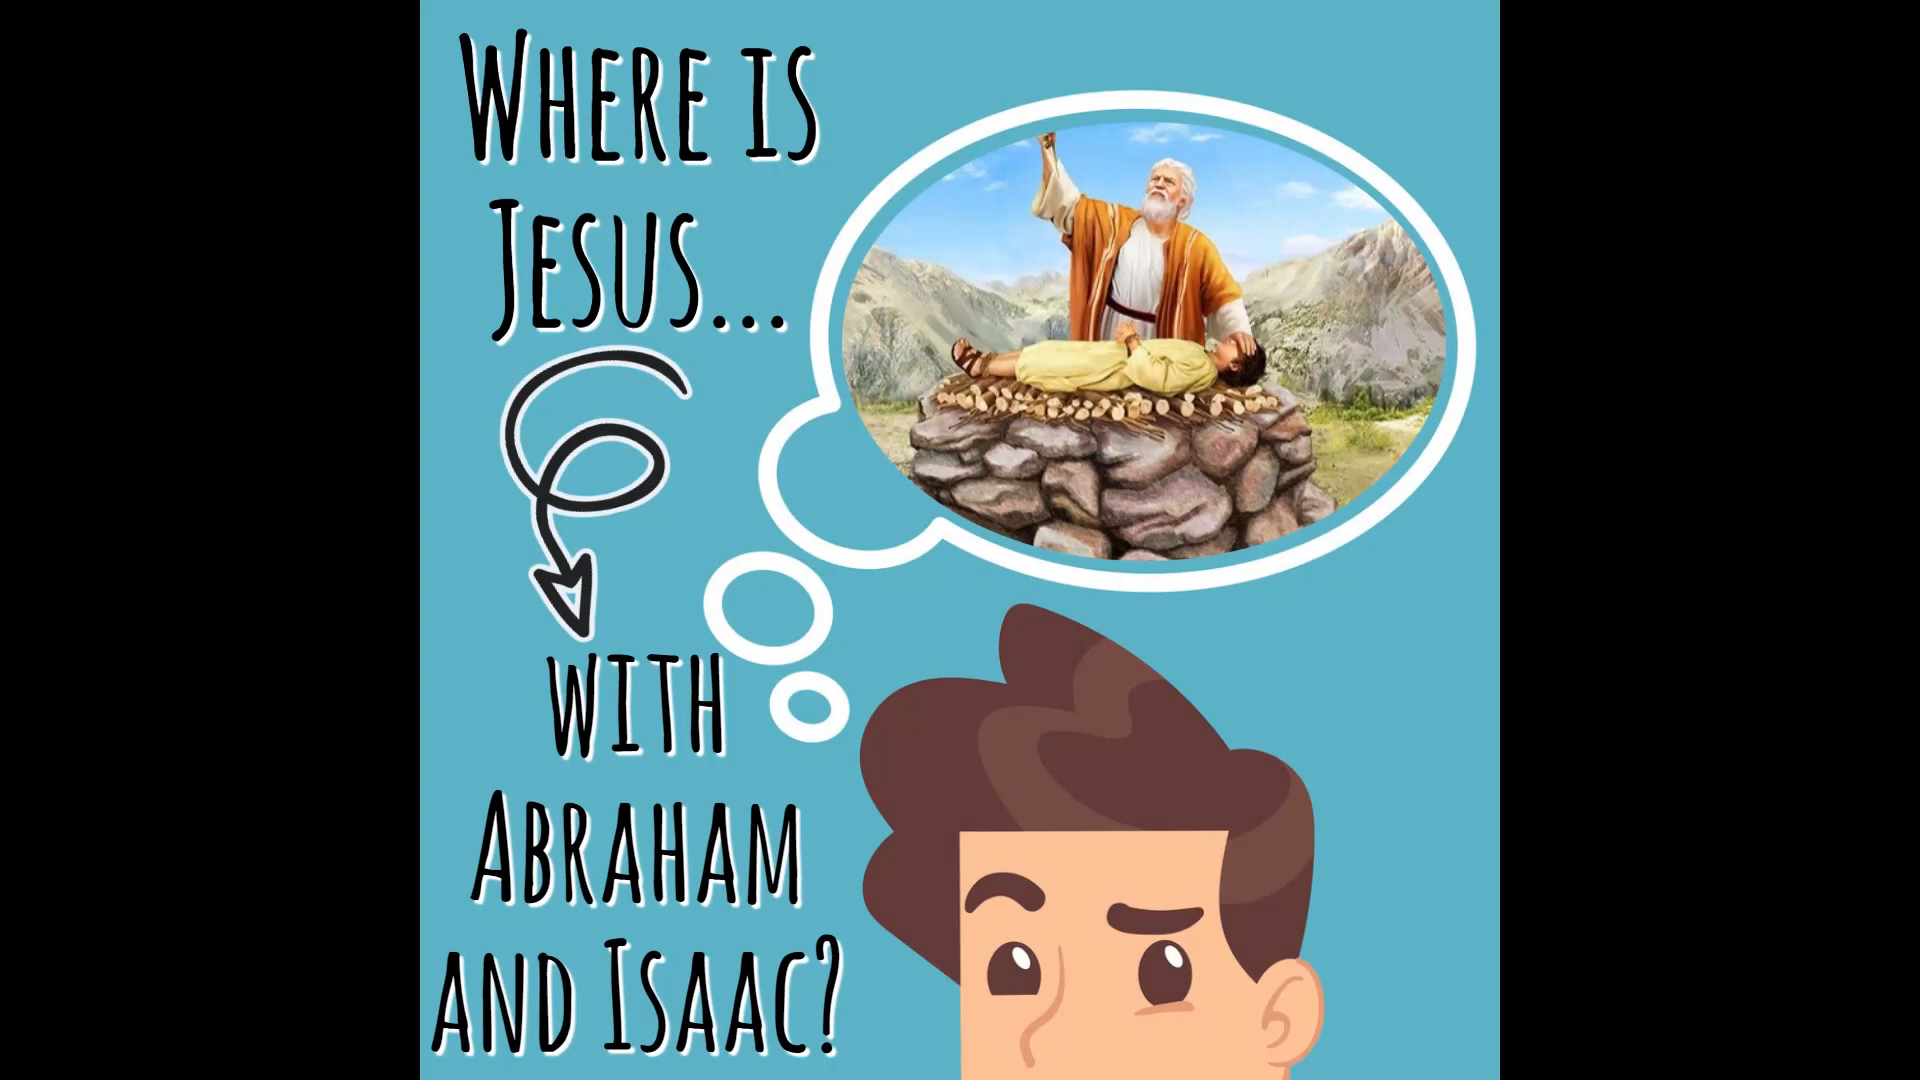 Where is
Jesus...
with
Abraham
and Isaac?